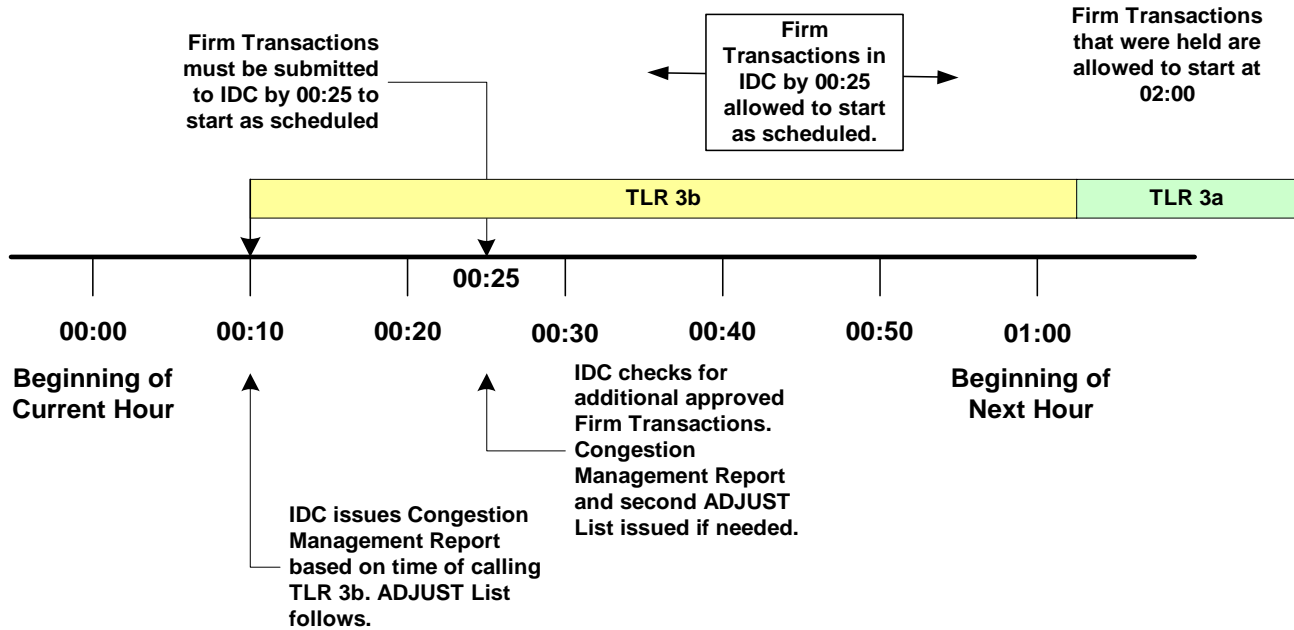 Firm Transactions
must be submitted
to IDC by 00:25 to
start as scheduled
Firm
Transactions in
IDC by 00:25
allowed to start
as scheduled.
Firm Transactions
that were held are
allowed to start at
02:00
TLR 3b
TLR 3a
00:25
00:00
00:10
00:20
00:30
00:40
00:50
01:00
Beginning of
Current Hour
Beginning of
Next Hour
IDC checks for
additional approved
Firm Transactions.
Congestion
Management Report
and second ADJUST
List issued if needed.
IDC issues Congestion
Management Report
based on time of calling
TLR 3b. ADJUST List
follows.